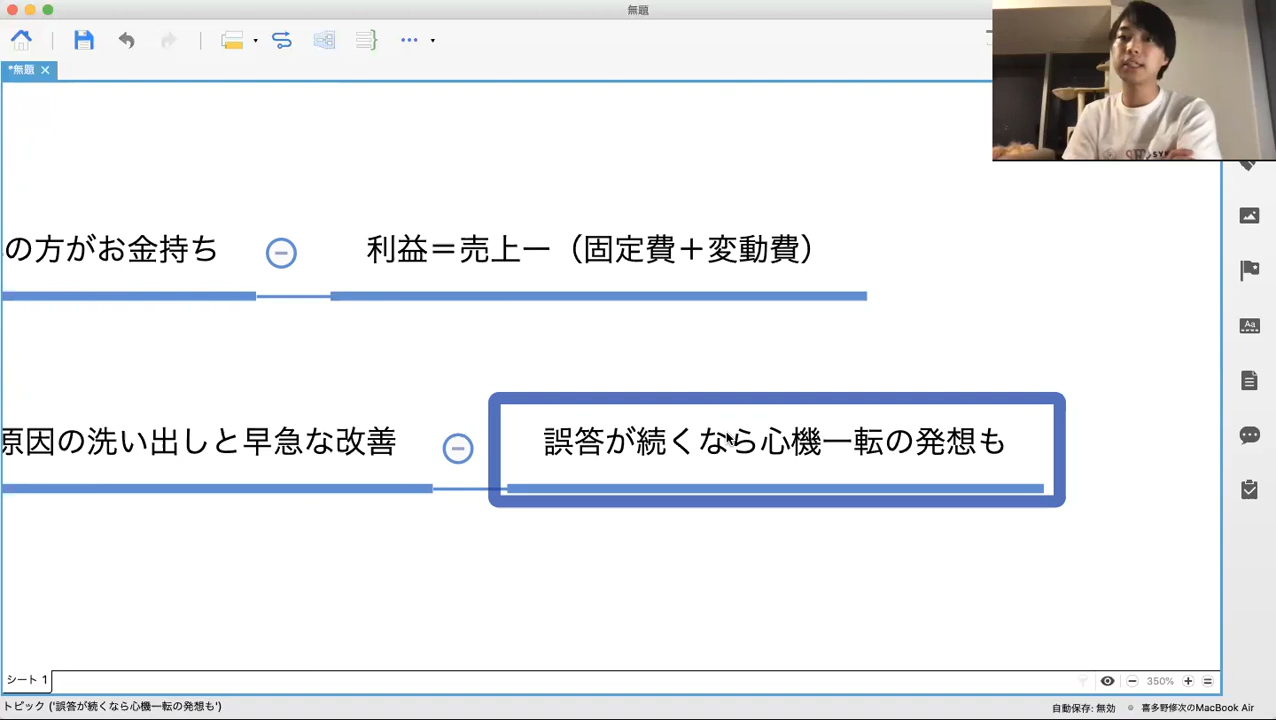 無題
*無題
の方がお金持ち
利益＝売上ー（固定費＋変動費）
原因の洗い出しと早急な改善
誤答が続くなら心機一転の発想も
Aa
シート 1
350%
トピック ('誤答が続くなら心機一転の発想も')
自動保存: 無効
喜多野修次のMacBook Air